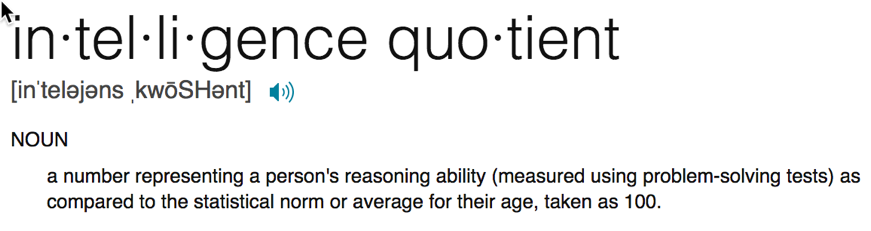 in·tel·li·gence quo·tient
[inˈteləjəns ˌkwōSHənt]
NOUN
a number representing a person's reasoning ability (measured using problem-solving tests) as
compared to the statistical norm or average for their age, taken as 100.